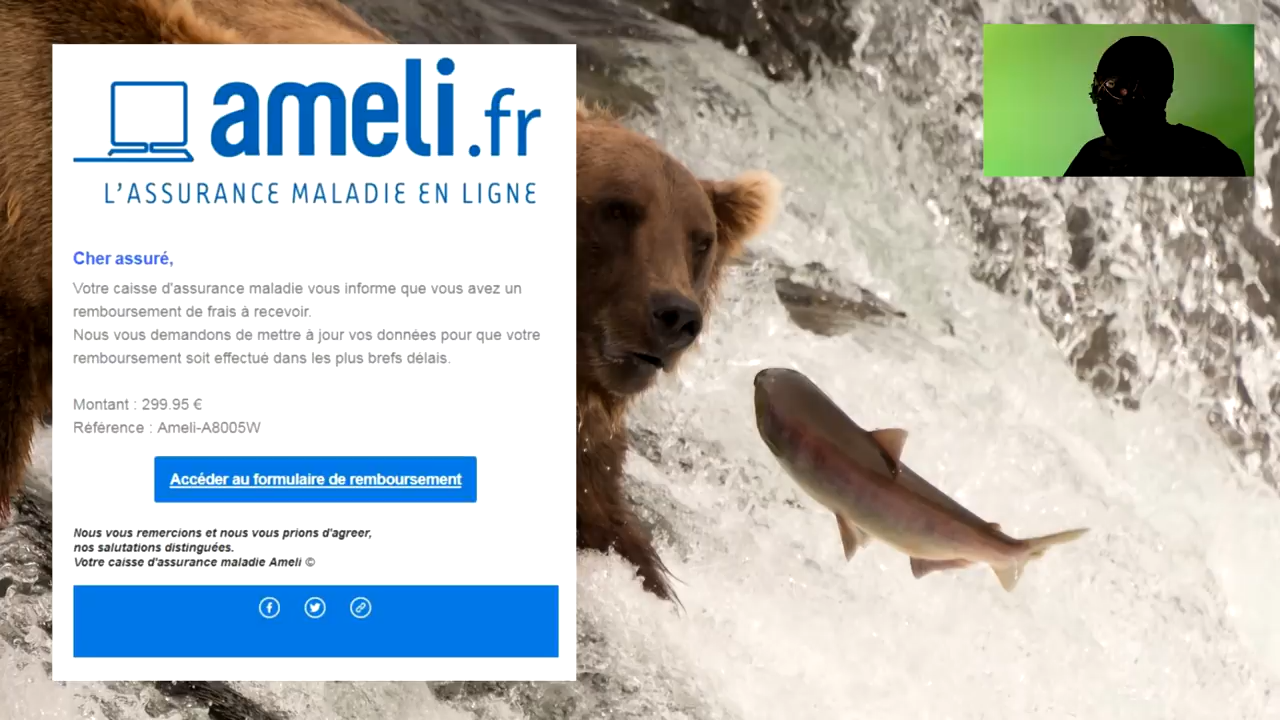 ameli.fr
L'ASSURANCE MALADIE EN LIGNE
Cher assuré,
Votre caisse d'assurance maladie vous informe que vous avez un
remboursement de frais à recevoir.
Nous vous demandons de mettre à jour vos données pour que votre
remboursement soit effectué dans les plus brefs délais.
Montant : 299.95 €
Référence : Ameli-A8005W
Accéder au formulaire de remboursement
Nous vous remercions et nous vous prions d'agreer,
nos salutations distinguées.
Votre caisse d'assurance maladie Ameli ©